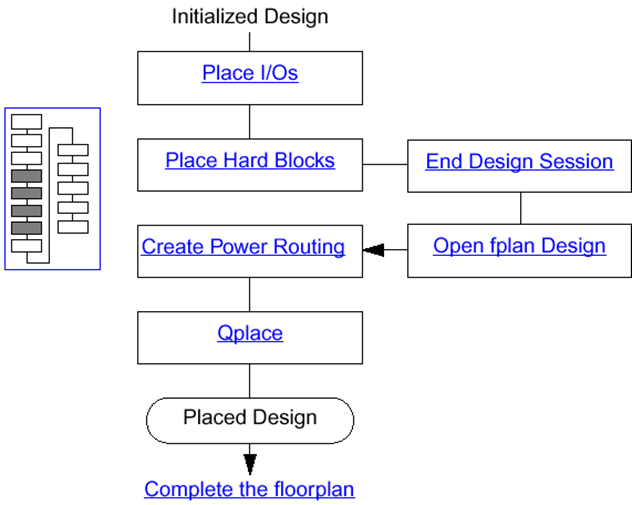 Initialized Design
Place I/Os
Place Hard Blocks
End Design Session
Create Power Routing
Open fplan Design
Qplace
Placed Design
Complete the floorplan